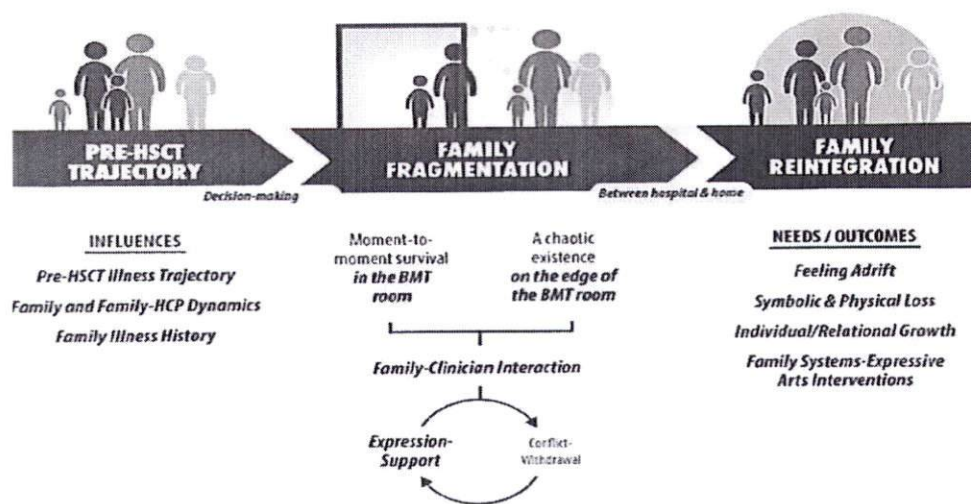 PRE-HSCT
TRAJECTORY
Decision-making
FAMILY
FRAGMENTATION
Between hospital & home
FAMILY
REINTEGRATION
INFLUENCES
Pre-HSCT Illness Trajectory
Family and Family-HCP Dynamics
Family Illness History
Moment-to-
moment survival
in the BMT
room
A chaotic
existence
on the edge of
the BMT room
Family-Clinician Interaction
Expression-
Support
Conflict-
Withdrawal
NEEDS / OUTCOMES
Feeling Adrift
Symbolic & Physical Loss
Individual/Relational Growth
Family Systems-Expressive
Arts Interventions